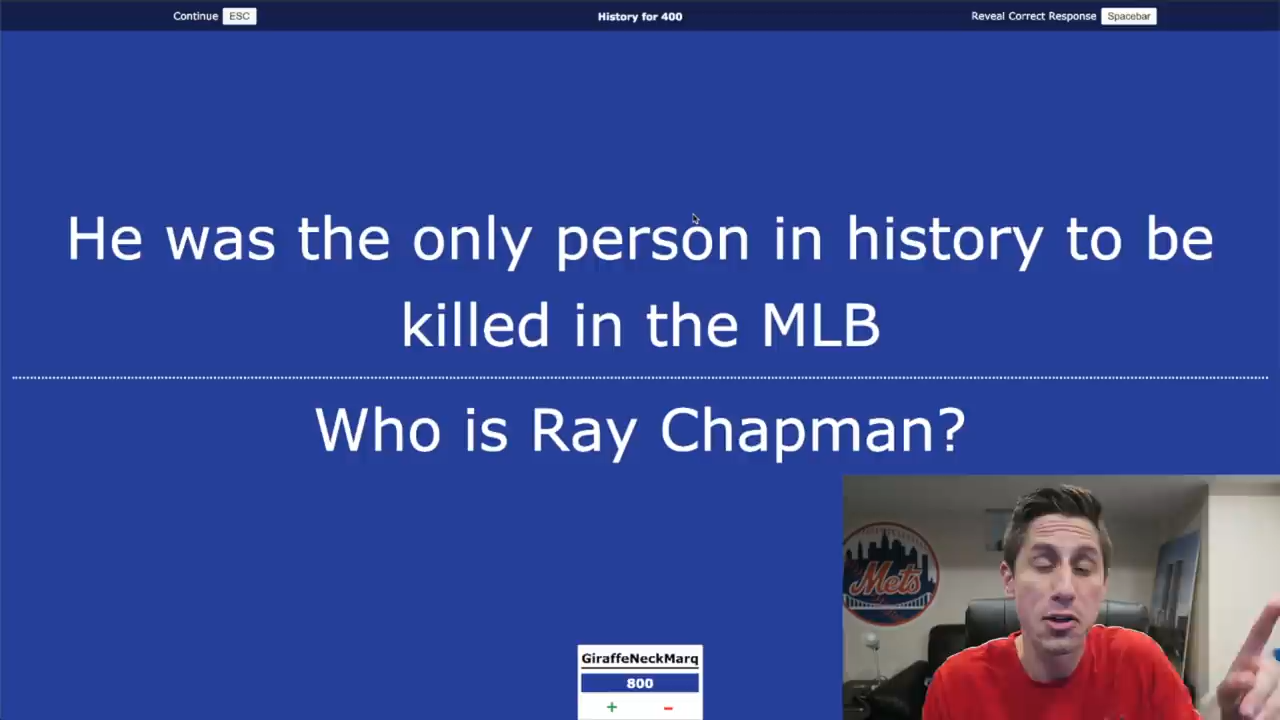 Continue ESC
History for 400
Reveal Correct Response Spacebar
He was the only person in history to be
killed in the MLB
Who is Ray Chapman?
Mets
GiraffeNeckMarq
800
+ −